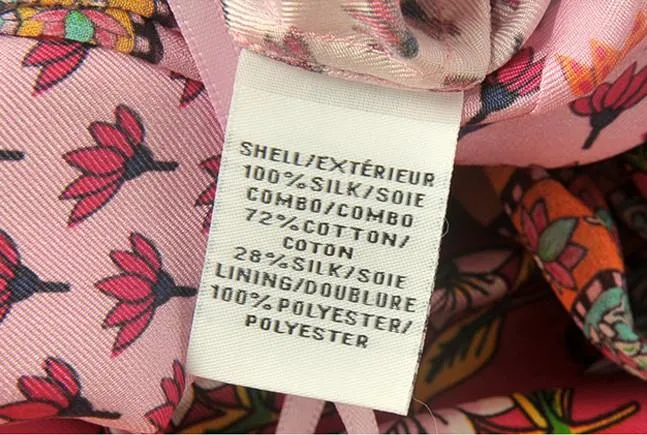 SHELL/EXTÉRIEUR
100%SILK/SOIE
COMBO/COMBO
72%COTTON/
COTON
28%SILK/SOIE
LINING/DOUBLURE
100%POLYESTER/
POLYESTER